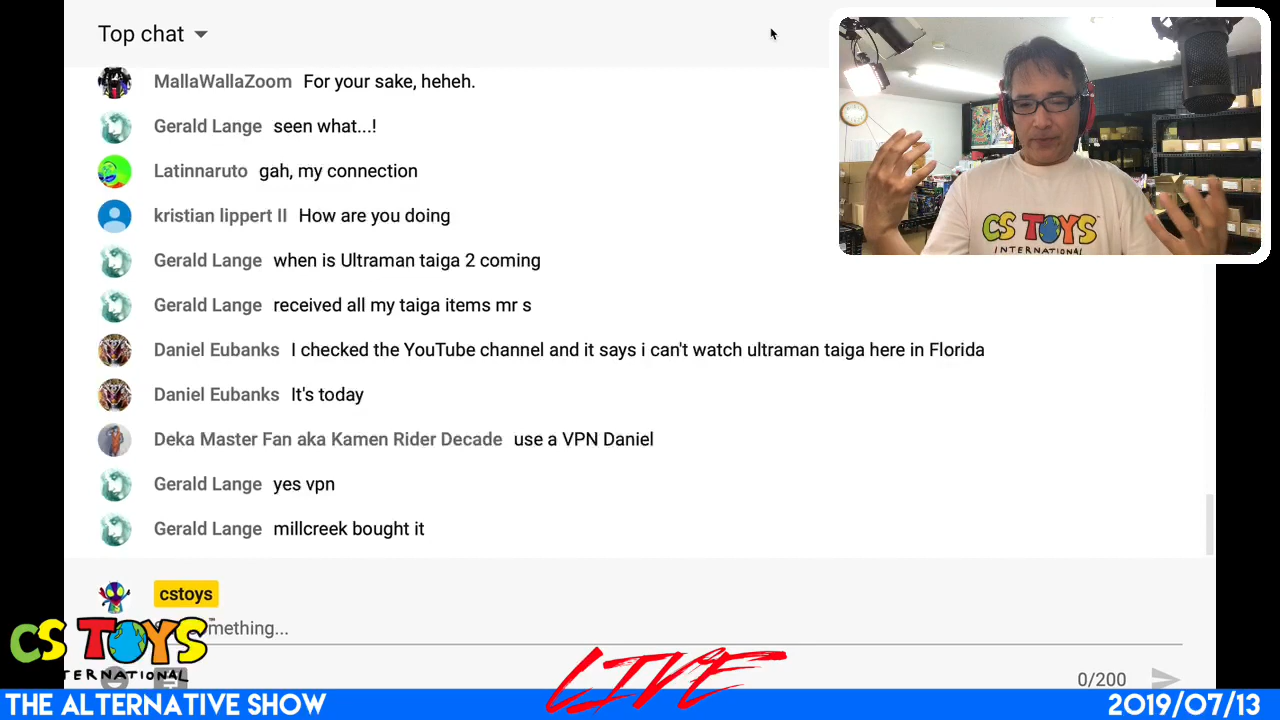 Top chat
MallaWallaZoom For your sake, heheh.
Gerald Lange seen what...!
Latinnaruto gah, my connection
kristian lippert II How are you doing
Gerald Lange when is Ultraman taiga 2 coming
Gerald Lange received all my taiga items mr s
Daniel Eubanks I checked the YouTube channel and it says i can't watch ultraman taiga here in Florida
Daniel Eubanks It's today
Deka Master Fan aka Kamen Rider Decade use a VPN Daniel
Gerald Lange yes vpn
Gerald Lange millcreek bought it
CS TOYS
INTERNATIONAL
cstoys
mething...
CS TOYS
TERNATIONAL
LIVE
0/200
THE ALTERNATIVE SHOW
2019/07/13